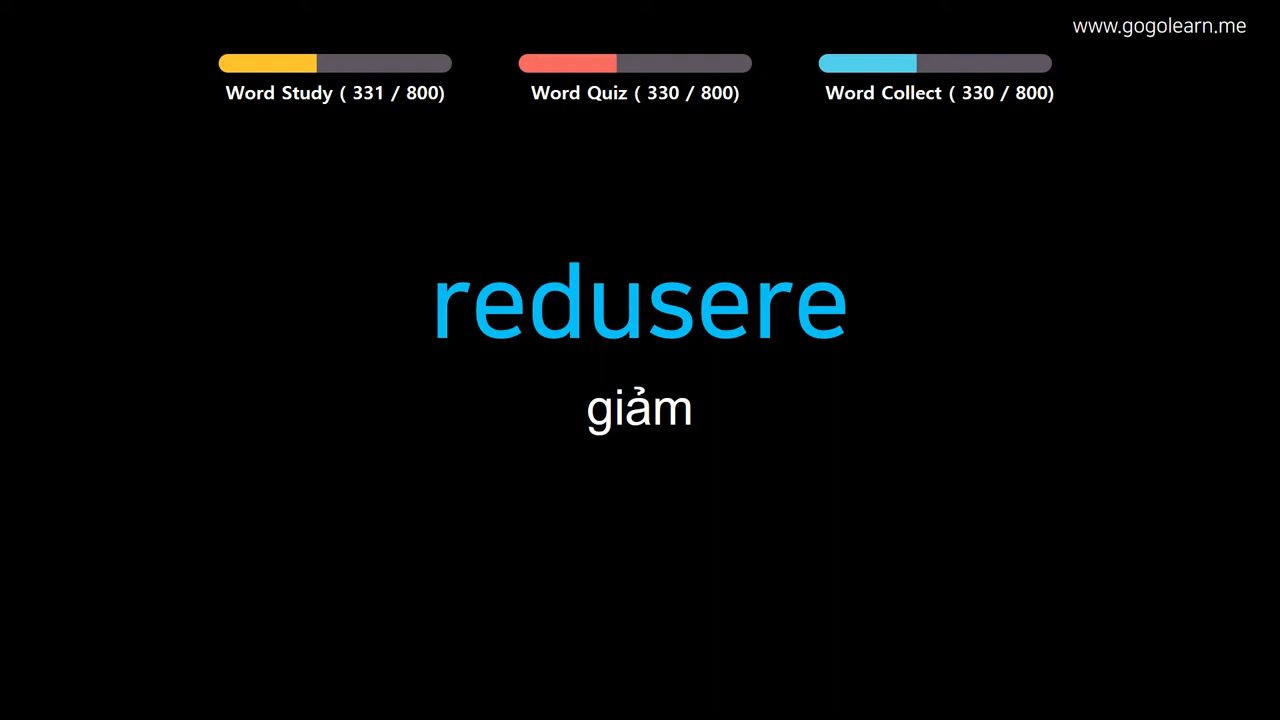 www.gogolearn.me
Word Study ( 331 / 800)
Word Quiz ( 330 / 800)
Word Collect ( 330 / 800)
redusere
giảm